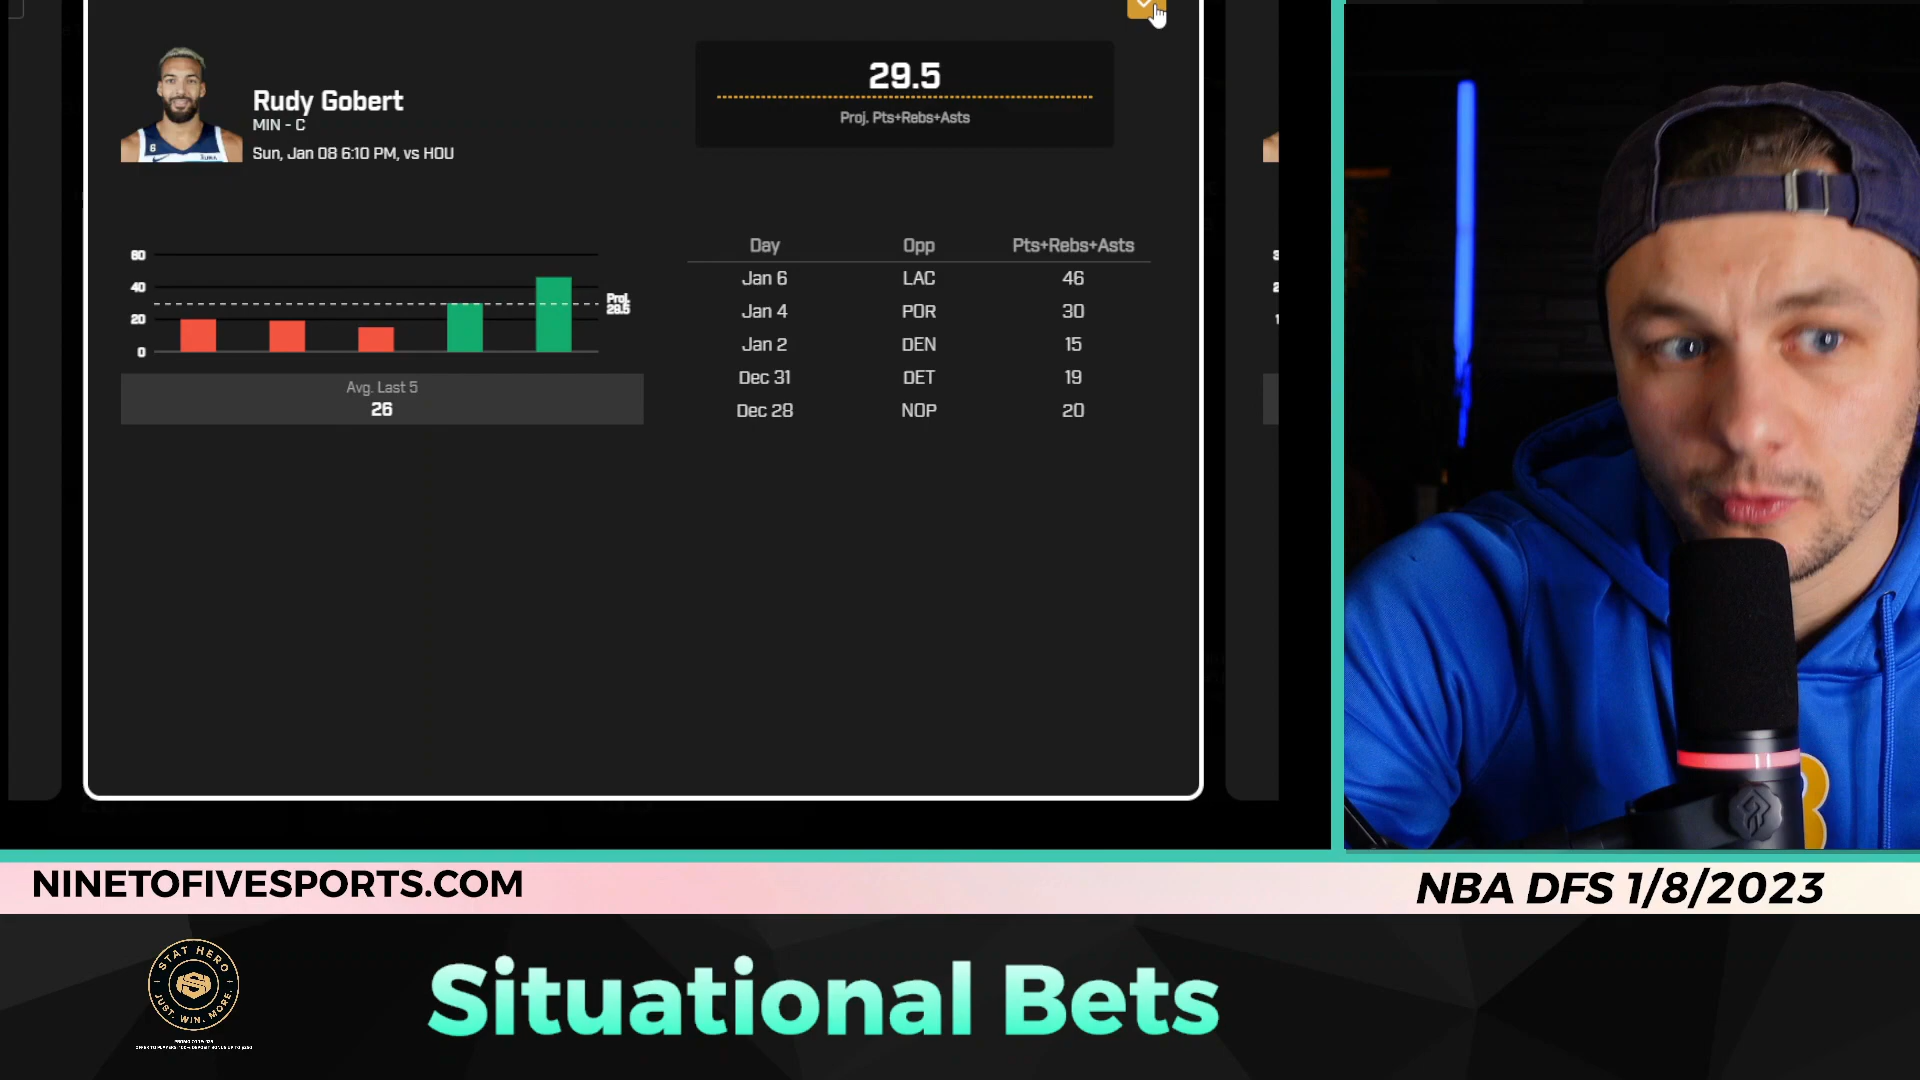 Rudy Gobert
MIN - C
Sun, Jan 08 6:10 PM, vs HOU
29.5
Proj. Pts+Rebs+Asts
60
40
20
0
Proj.
29.5
Avg. Last 5
26
Day Opp Pts+Rebs+Asts
Jan 6 LAC 46
Jan 4 POR 30
Jan 2 DEN 15
Dec 31 DET 19
Dec 28 NOP 20
NINETOFIVESPORTS.COM
NBA DFS 1/8/2023
STAT HERO
JUST. WIN. MORE.
Situational Bets